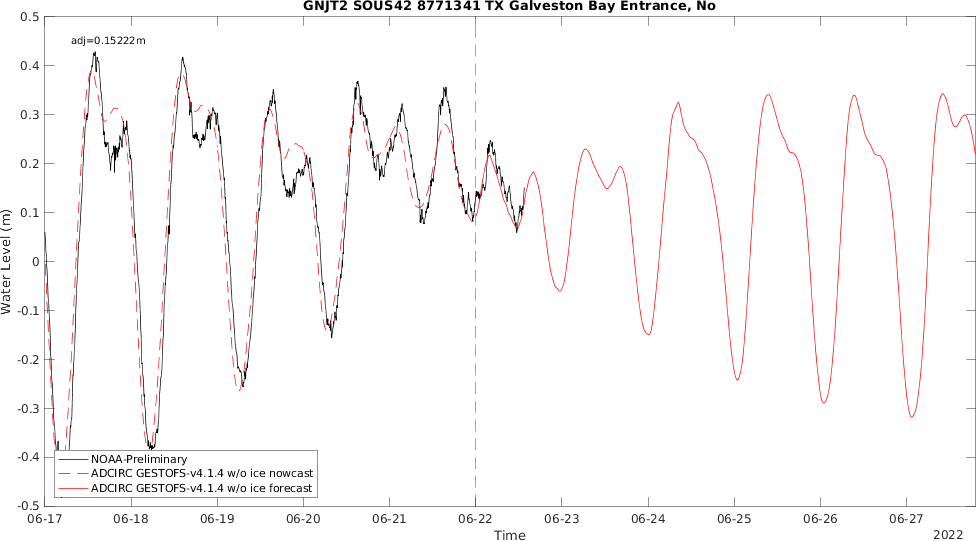 GNJT2 SOUS42 8771341 TX Galveston Bay Entrance, No
adj=0.15222m
0.5
0.4
0.3
0.2
0.1
0
-0.1
-0.2
-0.3
-0.4
-0.5
Water Level (m)
NOAA-Preliminary
ADCIRC GESTOFS-v4.1.4 w/o ice nowcast
ADCIRC GESTOFS-v4.1.4 w/o ice forecast
06-17 06-18 06-19 06-20 06-21 06-22 06-23 06-24 06-25 06-26 06-27
Time
2022